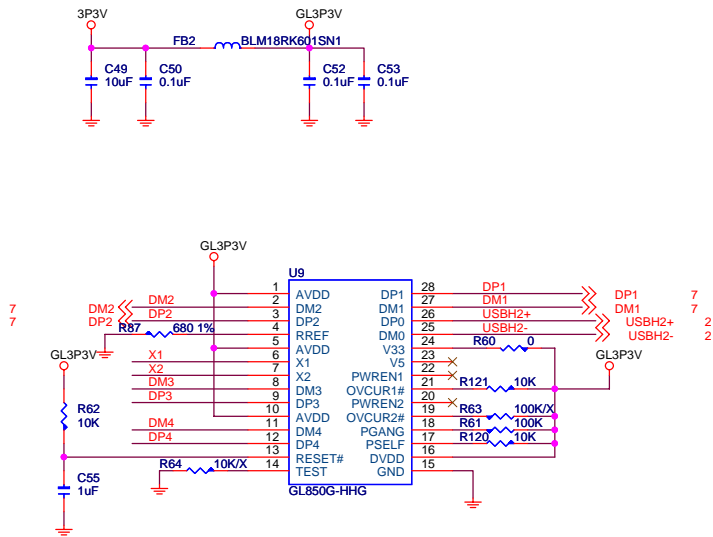 3P3V
GL3P3V
FB2
BLM18RK601SN1
C49
10uF
C50
0.1uF
C52
0.1uF
C53
0.1uF
GL3P3V
U9
7 DM2
7 DP2
DM2
DP2
R87 680 1%
GL3P3V
X1
X2
DM3
DP3
R62
10K
DM4
DP4
R64 10K/X
C55
1uF
1 AVDD
2 DM2
3 DP2
4 RREF
5 AVDD
6 X1
7 X2
8 DM3
9 DP3
10 AVDD
11 DM4
12 DP4
13 RESET#
14 TEST
DP1 28
DM1 27
DP0 26
DM0 25
V33 24
V5 23
PWREN1 22
OVCUR1# 21
PWREN2 20
OVCUR2# 19
PGANG 18
PSELF 17
DVDD 16
GND 15
GL850G-HHG
DP1
DM1
USBH2+
USBH2-
DP1 7
DM1 7
USBH2+ 2
USBH2- 2
R60 0
GL3P3V
R121 10K
R63 100K/X
R61 100K
R120 10K